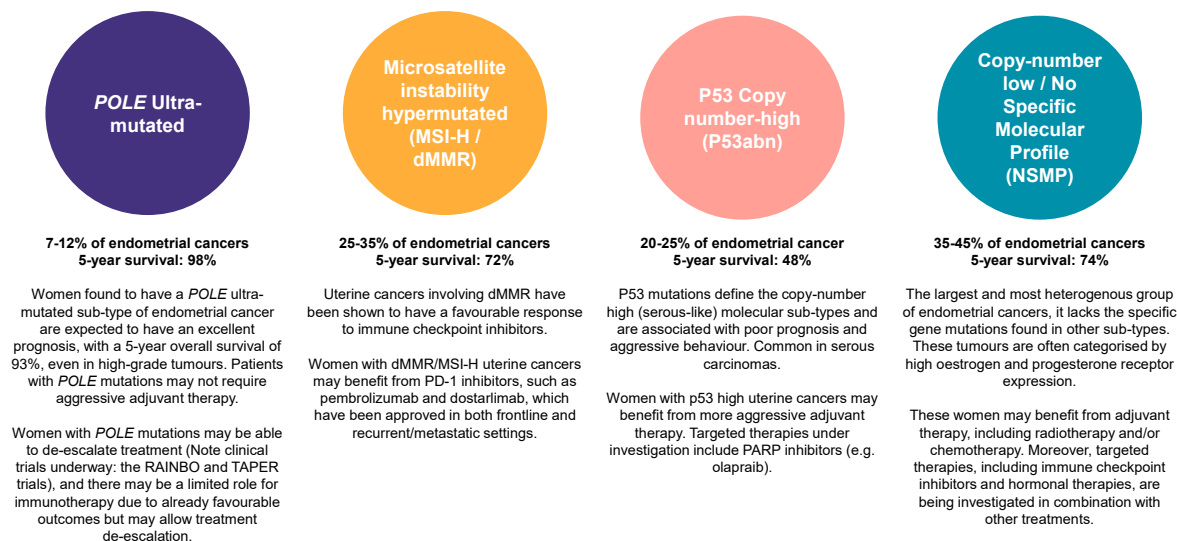 POLE Ultra-
mutated
7-12% of endometrial cancers
5-year survival: 98%
Women found to have a POLE ultra-
mutated sub-type of endometrial cancer
are expected to have an excellent
prognosis, with a 5-year overall survival of
93%, even in high-grade tumours. Patients
with POLE mutations may not require
aggressive adjuvant therapy.
Women with POLE mutations may be able
to de-escalate treatment (Note clinical
trials underway: the RAINBO and TAPER
trials), and there may be a limited role for
immunotherapy due to already favourable
outcomes but may allow treatment
de-escalation.
Microsatellite
instability
hypermutated
(MSI-H /
dMMR)
25-35% of endometrial cancers
5-year survival: 72%
Uterine cancers involving dMMR have
been shown to have a favourable response
to immune checkpoint inhibitors.
Women with dMMR/MSI-H uterine cancers
may benefit from PD-1 inhibitors, such as
pembrolizumab and dostarlimab, which
have been approved in both frontline and
recurrent/metastatic settings.
P53 Copy
number-high
(P53abn)
20-25% of endometrial cancer
5-year survival: 48%
P53 mutations define the copy-number
high (serous-like) molecular sub-types and
are associated with poor prognosis and
aggressive behaviour. Common in serous
carcinomas.
Women with p53 high uterine cancers may
benefit from more aggressive adjuvant
therapy. Targeted therapies under
investigation include PARP inhibitors (e.g.
olapraib).
Copy-number
low / No
Specific
Molecular
Profile
(NSMP)
35-45% of endometrial cancers
5-year survival: 74%
The largest and most heterogenous group
of endometrial cancers, it lacks the specific
gene mutations found in other sub-types.
These tumours are often categorised by
high oestrogen and progesterone receptor
expression.
These women may benefit from adjuvant
therapy, including radiotherapy and/or
chemotherapy. Moreover, targeted
therapies, including immune checkpoint
inhibitors and hormonal therapies, are
being investigated in combination with
other treatments.